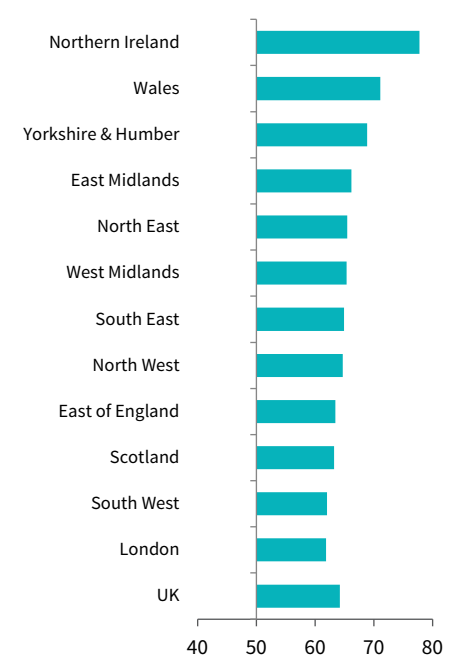 Northern Ireland
Wales
Yorkshire & Humber
East Midlands
North East
West Midlands
South East
North West
East of England
Scotland
South West
London
UK
40 50 60 70 80